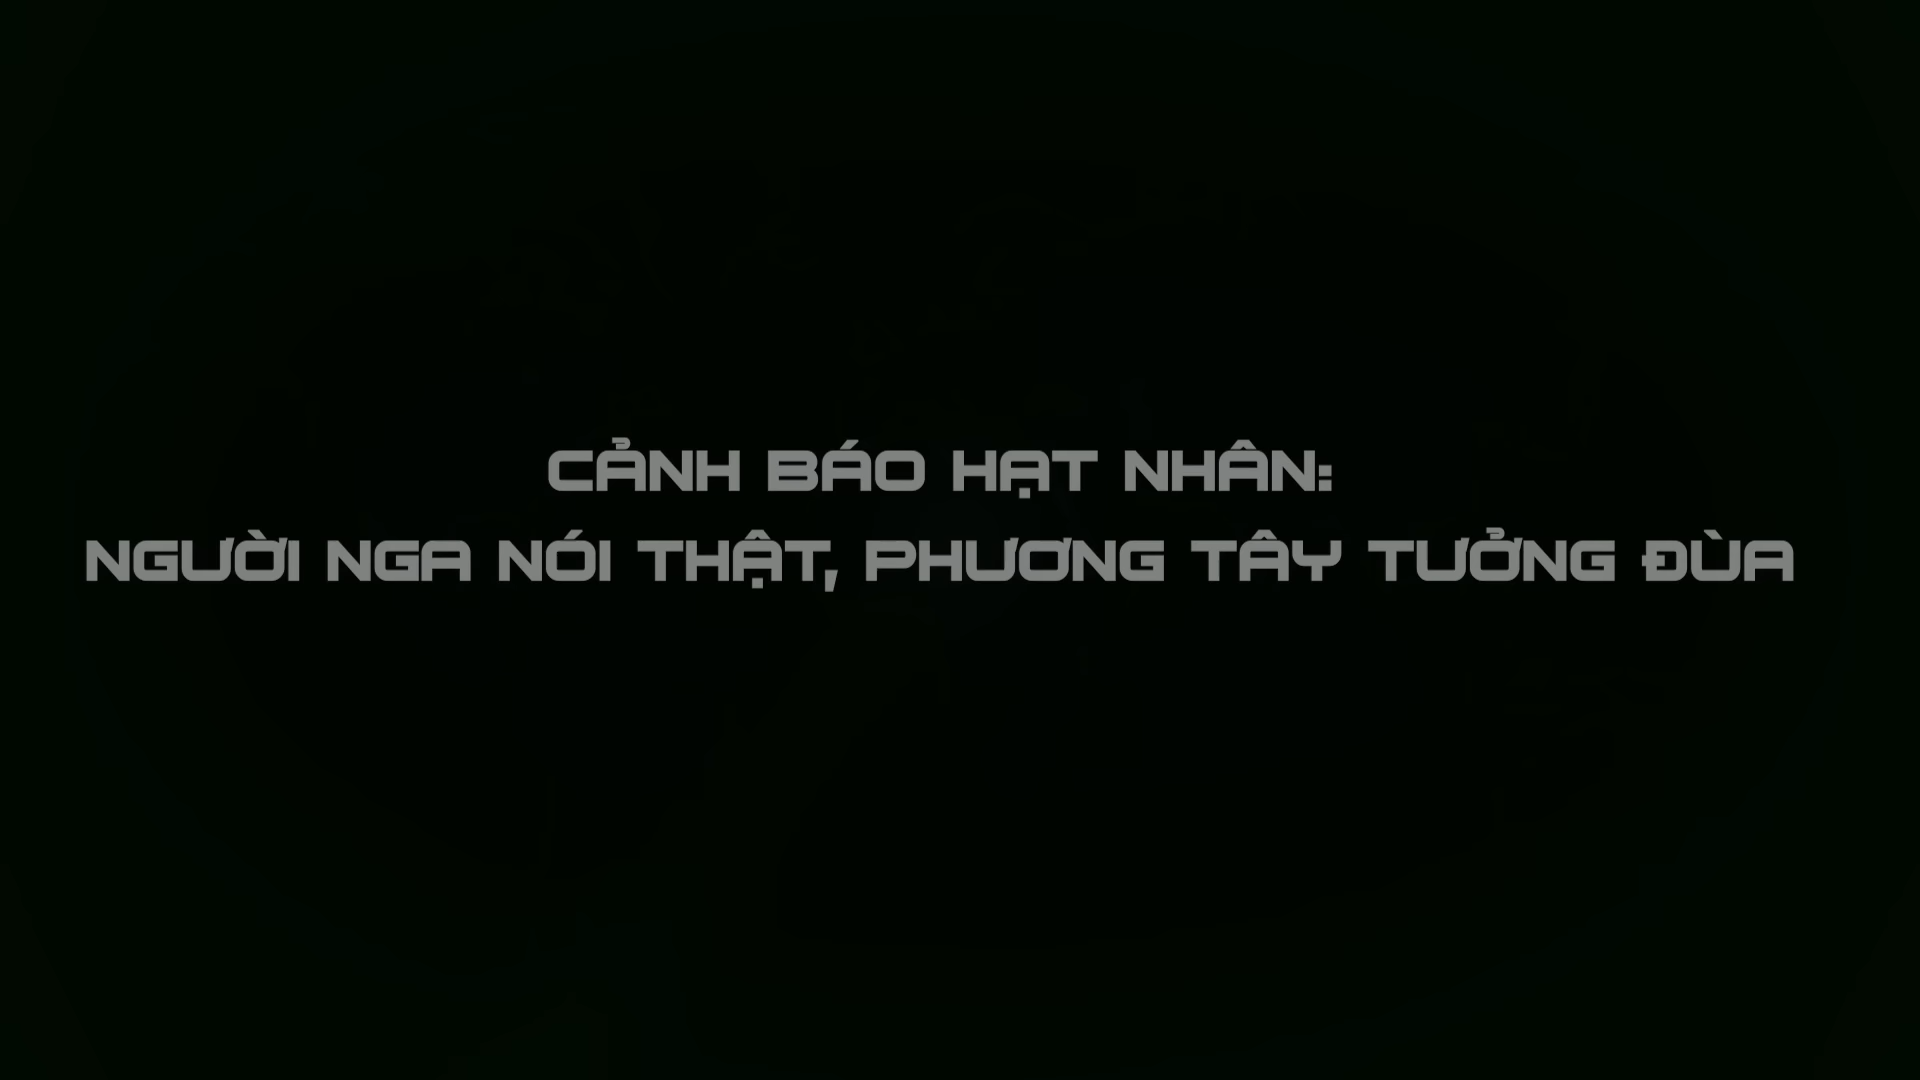 CẢNH BÁO HẠT NHÂN:
NGƯỜI NGA NÓI THẬT, PHƯƠNG TÂY TƯỞNG ĐÙA